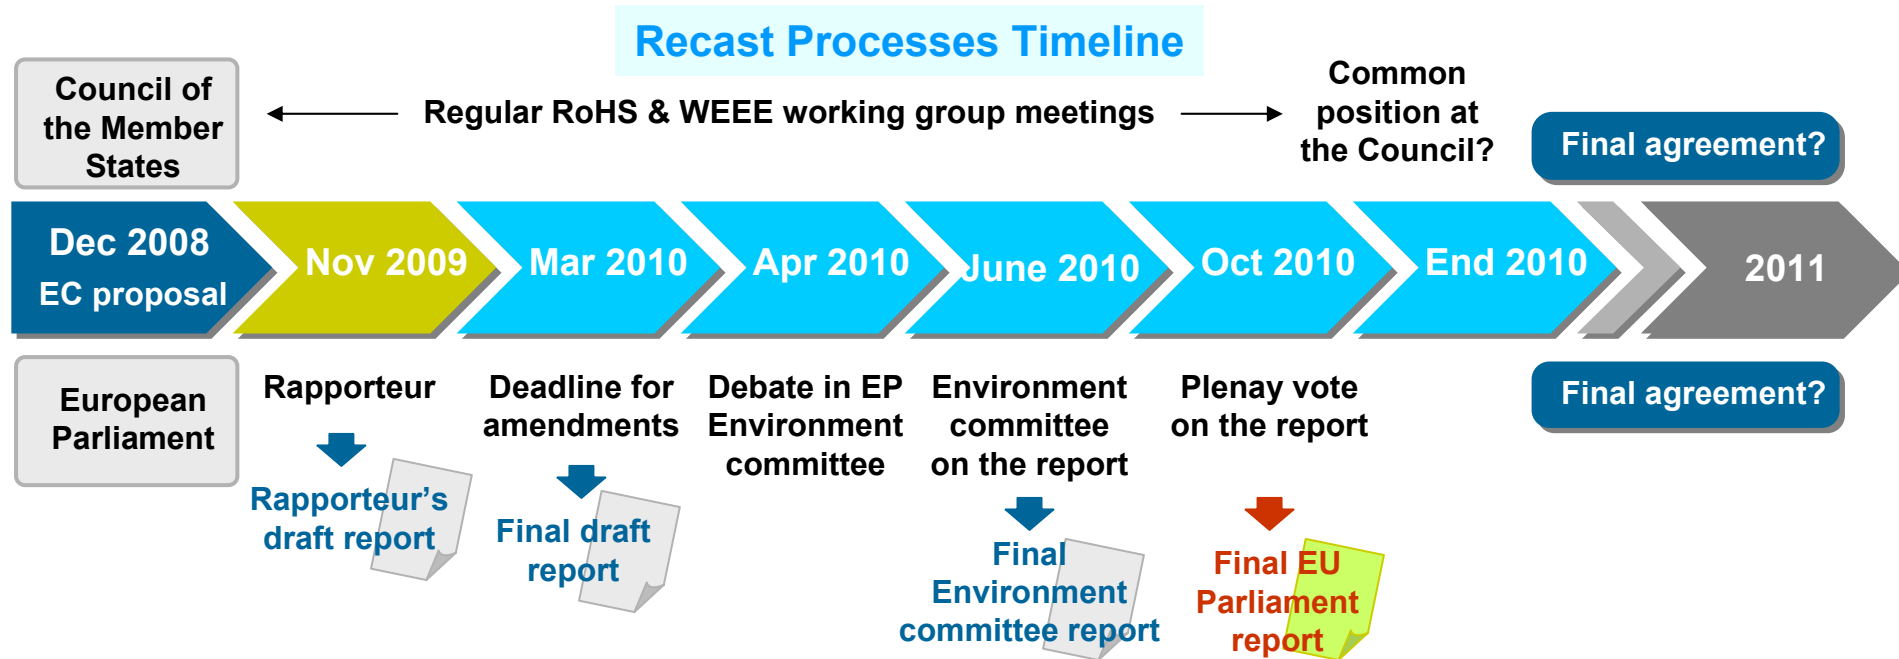 Recast Processes Timeline
Council of
the Member
States
Regular RoHS & WEEE working group meetings
Common
position at
the Council?
Final agreement?
Dec 2008
EC proposal
Nov 2009
Mar 2010
Apr 2010
June 2010
Oct 2010
End 2010
2011
European
Parliament
Rapporteur
Rapporteur's
draft report
Deadline for
amendments
Final draft
report
Debate in EP
Environment
committee
Environment
committee
on the report
Final
Environment
committee report
Plenay vote
on the report
Final EU
Parliament
report
Final agreement?